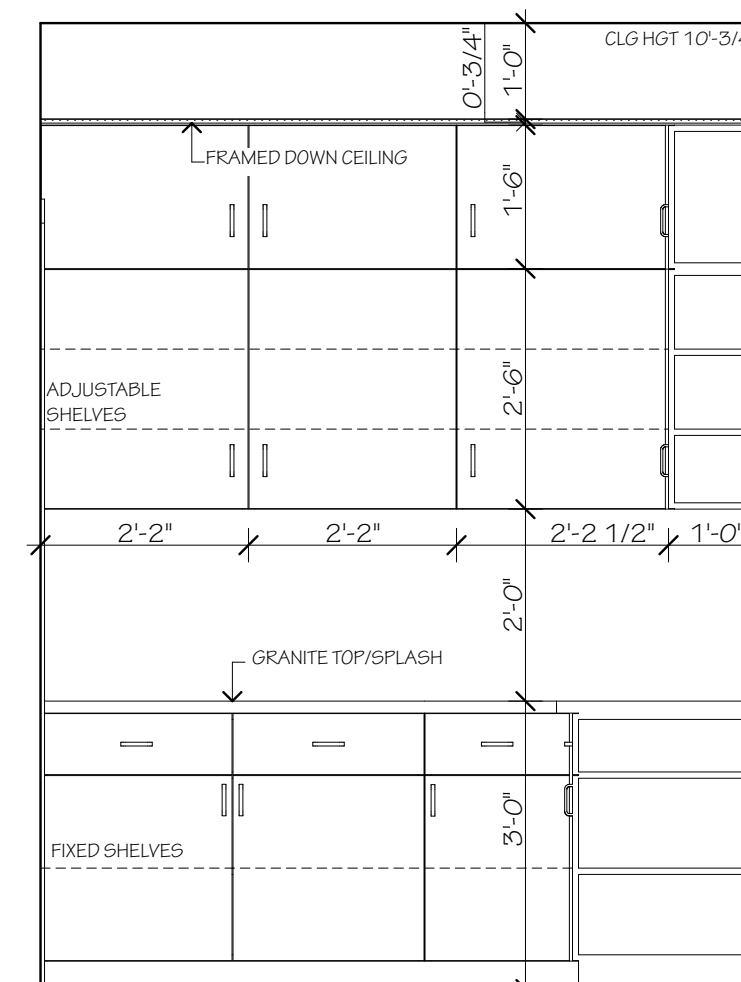 CLG HGT 10'-3/4
0'-3/4"
1'-0"
FRAMED DOWN CEILING
1'-6"
2'-6"
ADJUSTABLE
SHELVES
2'-2"
2'-2"
2'-2 1/2"
1'-0"
2'-0"
GRANITE TOP/SPLASH
3'-0"
FIXED SHELVES